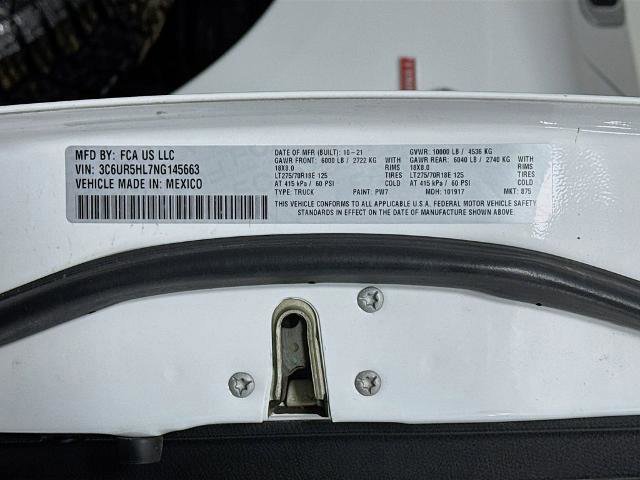 MFD BY: FCA US LLC
VIN: 3C6UR5HL7NG145663
VEHICLE MADE IN: MEXICO
DATE OF MFR (BUILT): 10-21 GVWR: 10000 LB / 4536 KG
GAWR FRONT: 6000 LB / 2722 KG WITH GAWR REAR: 6040 LB / 2740 KG WITH
18X8.0 RIMS 18X8.0 RIMS
LT275/70R18E 125 TIRES LT275/70R18E 125 TIRES
AT 415 kPa / 60 PSI AT 415 kPa / 60 PSI
TYPE: TRUCK PAINT: PW7 MDH: 101917 MKT: 875
THIS VEHICLE CONFORMS TO ALL APPLICABLE U.S.A. FEDERAL MOTOR VEHICLE SAFETY
STANDARDS IN EFFECT ON THE DATE OF MANUFACTURE SHOWN ABOVE.